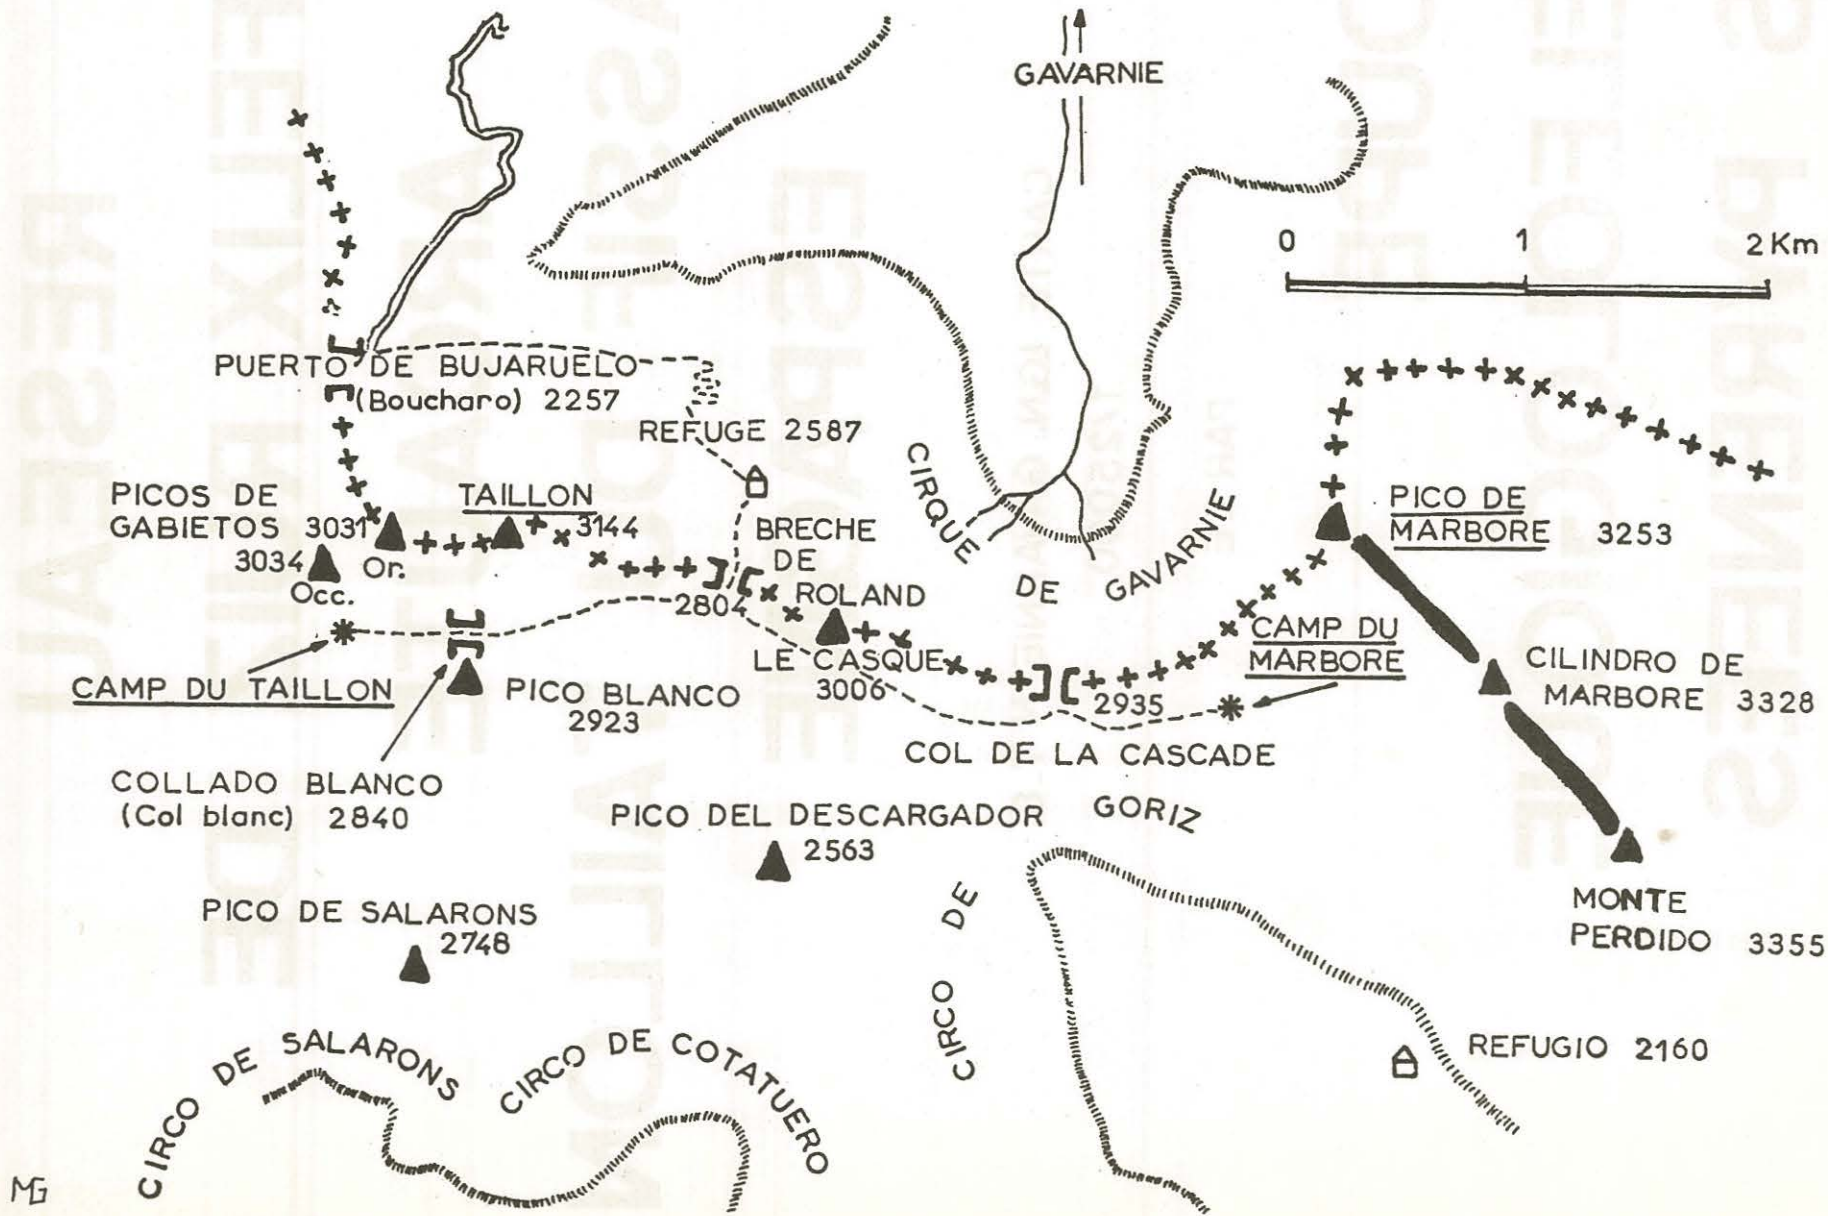 GAVARNIE
0 1 2 Km
PUERTO DE BUJARUELO
(Boucharo) 2257
REFUGE 2587
PICOS DE
GABIETOS 3031
3034
Or.
Occ.
TAILLON
3144
BRECHE
DE
ROLAND
2804
CIRQUE DE GAVARNIE
PICO DE
MARBORE 3253
CAMP DU
MARBORE
LE CASQUE
3006
2935
COL DE LA CASCADE
CILINDRO DE
MARBORE 3328
CAMP DU TAILLON
PICO BLANCO
2923
COLLADO BLANCO
(Col blanc) 2840
PICO DEL DESCARGADOR
2563
CIRCO DE GORIZ
MONTE
PERDIDO 3355
PICO DE SALARONS
2748
REFUGIO 2160
CIRCO DE SALARONS
CIRCO DE COTATUERO
MG